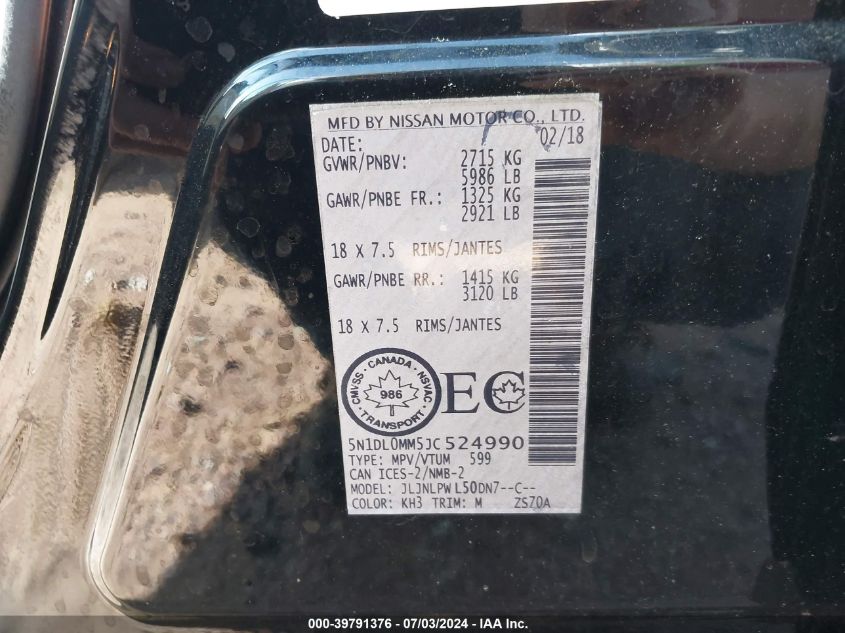 MFD BY NISSAN MOTOR CO., LTD.
DATE: 02/18
GVWR/PNBV: 2715 KG
5986 LB
GAWR/PNBE FR.: 1325 KG
2921 LB
18 X 7.5 RIMS/JANTES
GAWR/PNBE RR.: 1415 KG
3120 LB
18 X 7.5 RIMS/JANTES
CANADA
CMVSS NSVAC
986
TRANSPORT
EC
5N1DL0MM5JC524990
TYPE: MPV/VTUM 599
CAN ICES-2/NMB-2
MODEL: JLJNLPW L50DN7--C--
COLOR: KH3 TRIM: M ZS70A
000-39791376 / 07/03/2024 - IAA Inc.